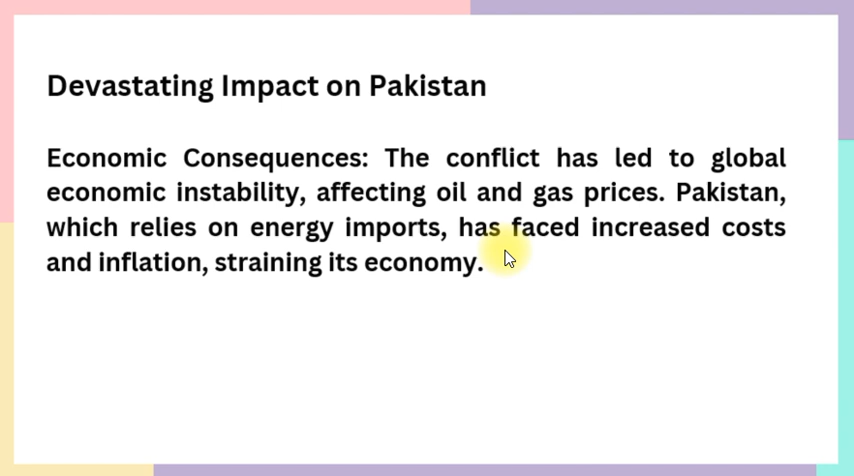 Devastating Impact on Pakistan
Economic Consequences: The conflict has led to global
economic instability, affecting oil and gas prices. Pakistan,
which relies on energy imports, has faced increased costs
and inflation, straining its economy.